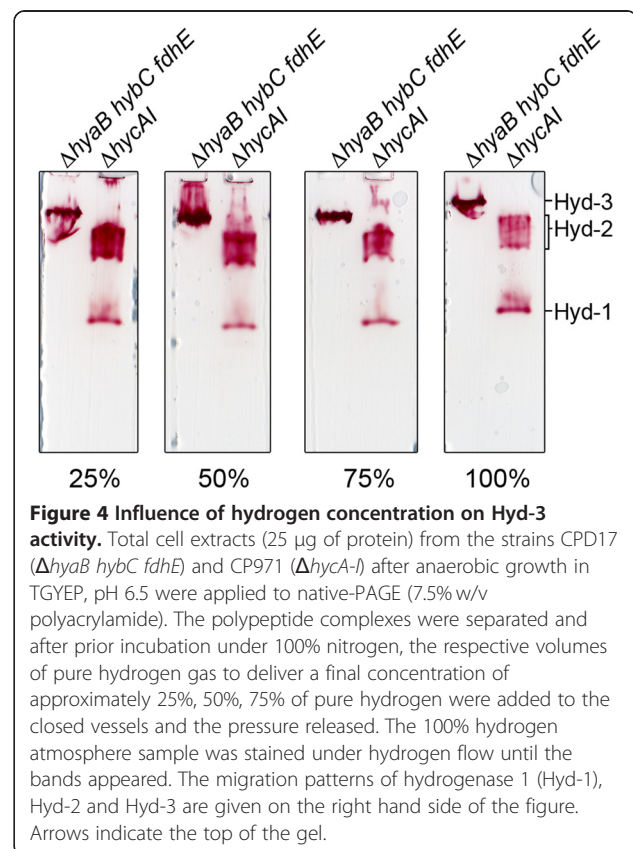 ΔhyaB hybC fdhE
ΔhycAI
ΔhyaB hybC fdhE
ΔhycAI
ΔhyaB hybC fdhE
ΔhycAI
ΔhyaB hybC fdhE
ΔhycAI
Hyd-3
Hyd-2
Hyd-1
25%
50%
75%
100%
Figure 4 Influence of hydrogen concentration on Hyd-3
activity. Total cell extracts (25 μg of protein) from the strains CPD17
(ΔhyaB hybC fdhE) and CP971 (ΔhycA-I) after anaerobic growth in
TGYEP, pH 6.5 were applied to native-PAGE (7.5% w/v
polyacrylamide). The polypeptide complexes were separated and
after prior incubation under 100% nitrogen, the respective volumes
of pure hydrogen gas to deliver a final concentration of
approximately 25%, 50%, 75% of pure hydrogen were added to the
closed vessels and the pressure released. The 100% hydrogen
atmosphere sample was stained under hydrogen flow until the
bands appeared. The migration patterns of hydrogenase 1 (Hyd-1),
Hyd-2 and Hyd-3 are given on the right hand side of the figure.
Arrows indicate the top of the gel.